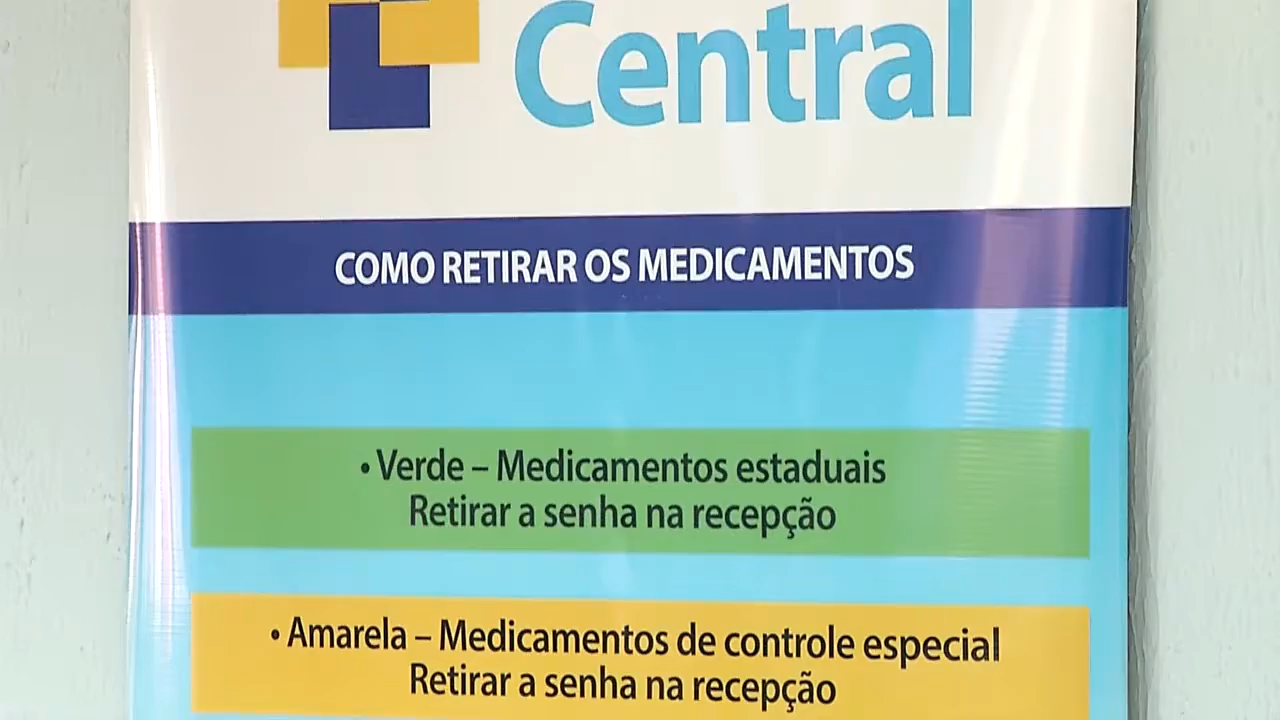 Central
COMO RETIRAR OS MEDICAMENTOS
• Verde – Medicamentos estaduais
Retirar a senha na recepção
• Amarela – Medicamentos de controle especial
Retirar a senha na recepção